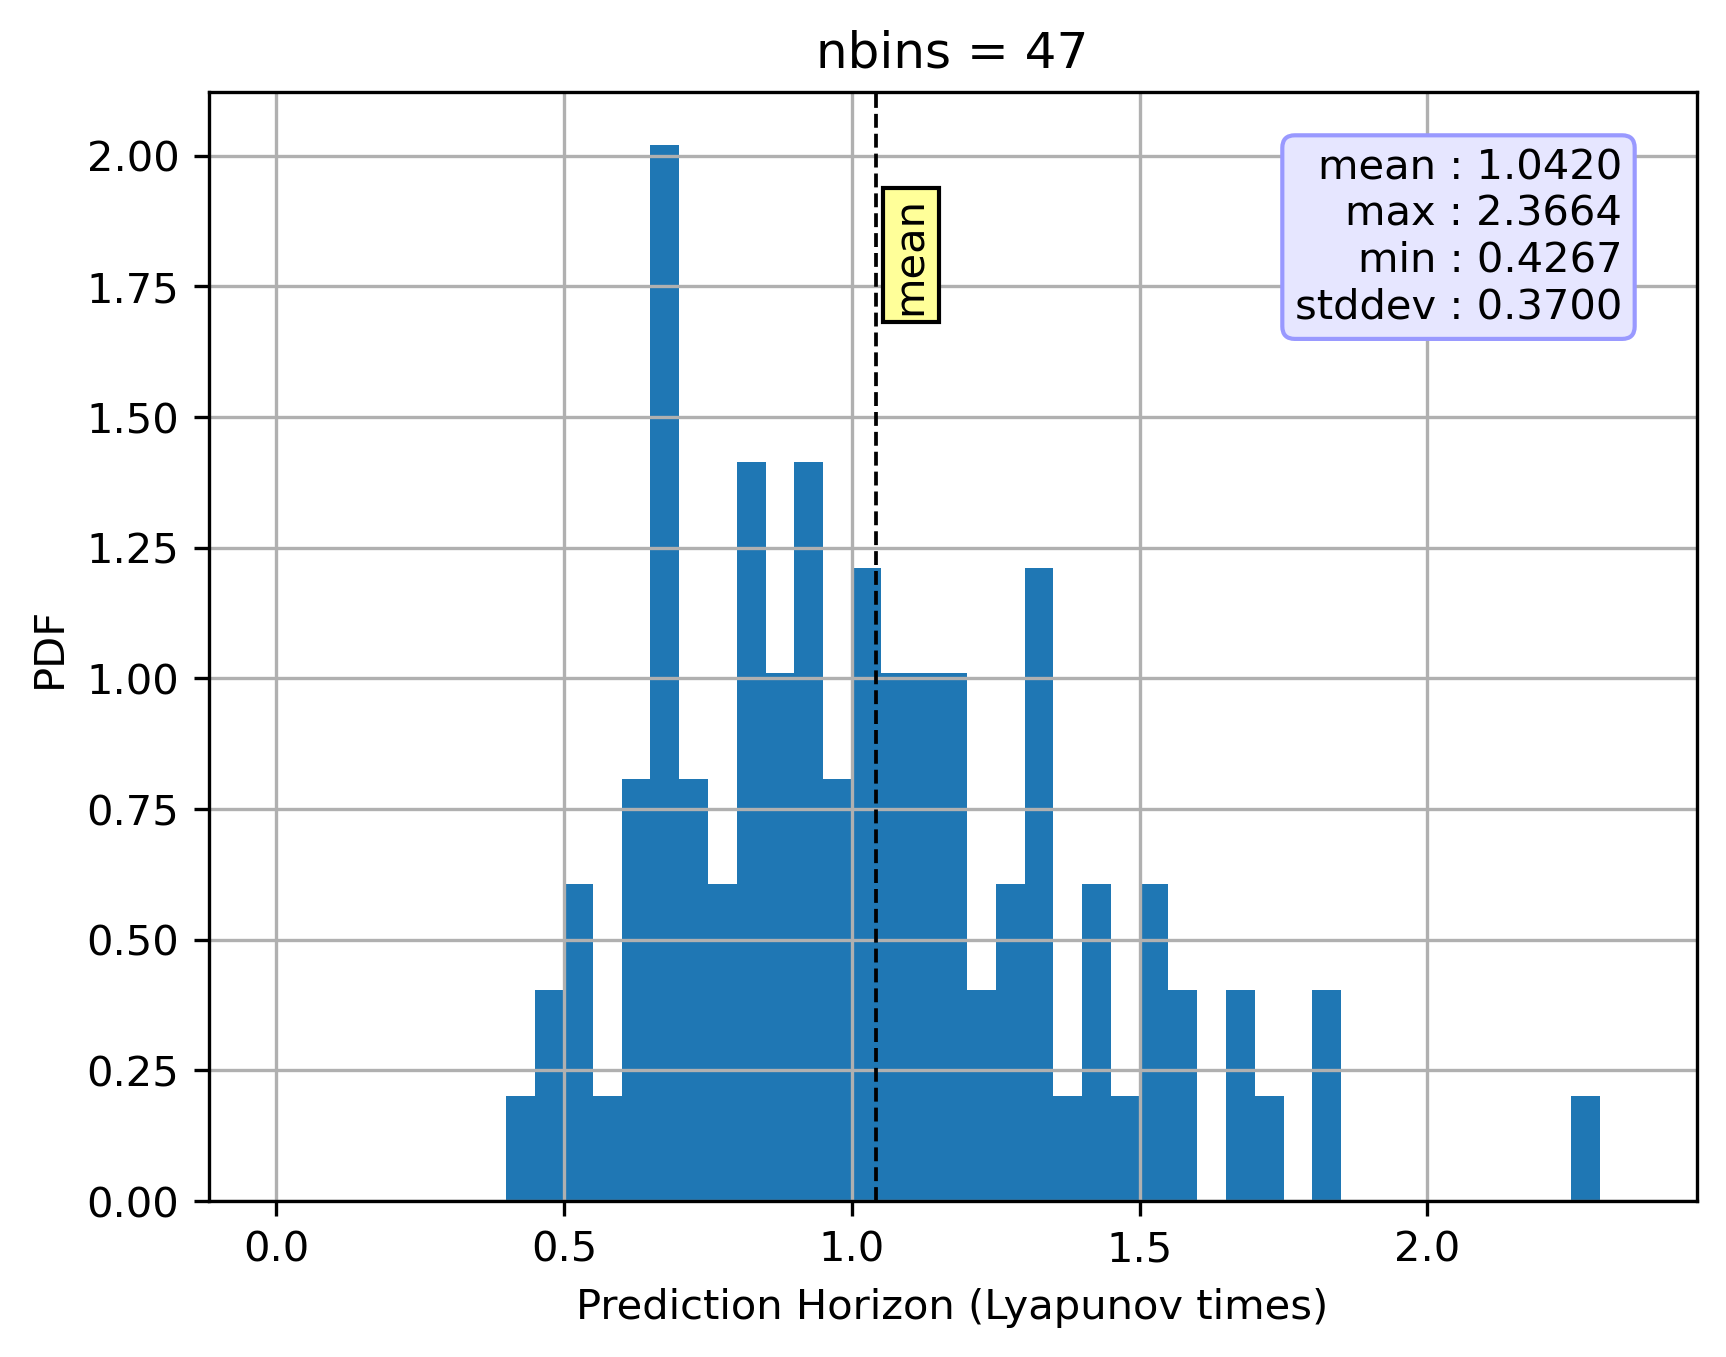 nbins = 47
2.00
1.75
1.50
1.25
1.00
0.75
0.50
0.25
0.00
PDF
mean
mean : 1.0420
max : 2.3664
min : 0.4267
stddev : 0.3700
0.0 0.5 1.0 1.5 2.0
Prediction Horizon (Lyapunov times)